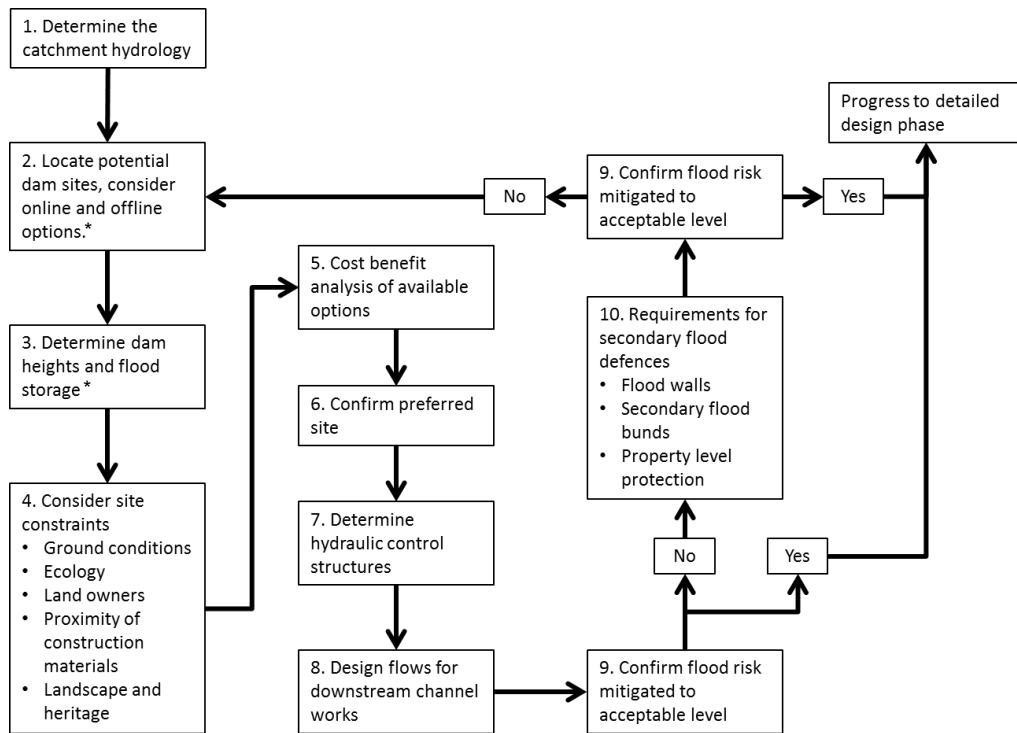 1. Determine the
catchment hydrology
2. Locate potential
dam sites, consider
online and offline
options.*
3. Determine dam
heights and flood
storage *
4. Consider site
constraints
• Ground conditions
• Ecology
• Land owners
• Proximity of
construction
materials
• Landscape and
heritage
5. Cost benefit
analysis of available
options
6. Confirm preferred
site
7. Determine
hydraulic control
structures
8. Design flows for
downstream channel
works
9. Confirm flood risk
mitigated to
acceptable level
No
Yes
10. Requirements for
secondary flood
defences
• Flood walls
• Secondary flood
bunds
• Property level
protection
9. Confirm flood risk
mitigated to
acceptable level
No
Yes
Progress to detailed
design phase